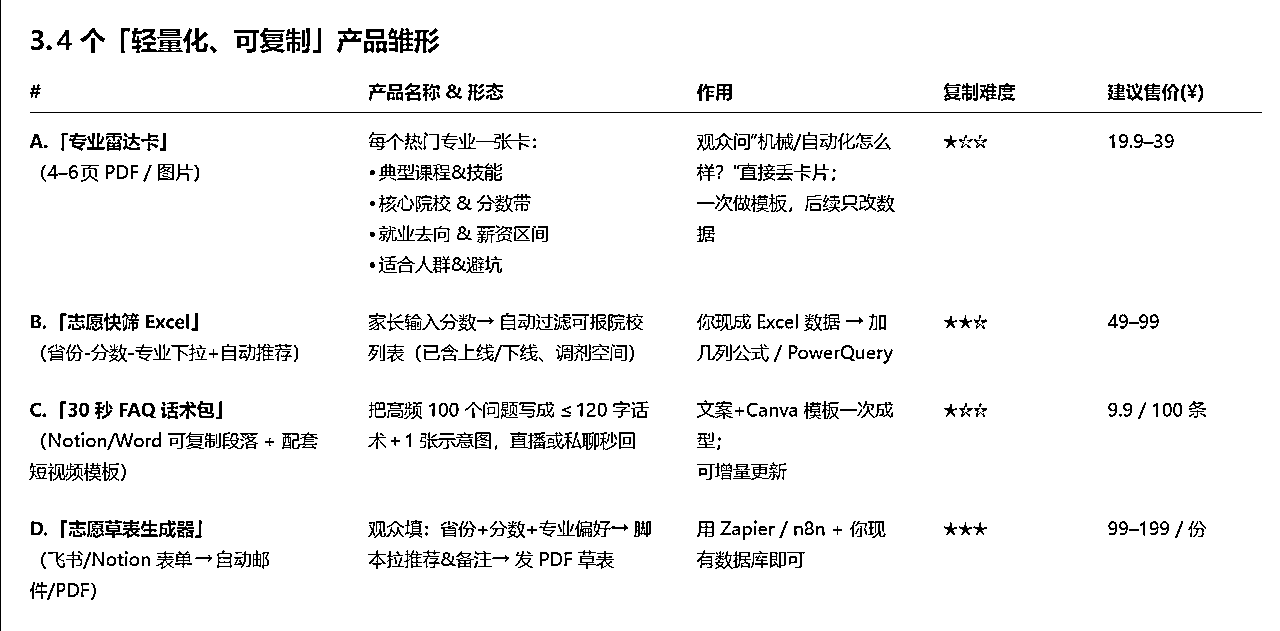 3. 4 个「轻量化、可复制」产品雏形
# 产品名称 & 形态 作用 复制难度 建议售价(¥)
A.「专业雷达卡」
（4–6页 PDF / 图片）
每个热门专业一张卡：
•典型课程&技能
•核心院校 & 分数带
•就业去向 & 薪资区间
•适合人群&避坑
观众问“机械/自动化怎么
样？”直接丢卡片；
一次做模板，后续只改数
据
★☆☆
19.9–39
B.「志愿快筛 Excel」
（省份-分数-专业下拉+自动推荐）
家长输入分数→ 自动过滤可报院校
列表（已含上线/下线、调剂空间）
你现成 Excel 数据 → 加
几列公式 / PowerQuery
★★☆
49–99
C.「30 秒 FAQ 话术包」
（Notion/Word 可复制段落 + 配套
短视频模板）
把高频 100 个问题写成 ≤120 字话
术 + 1 张示意图，直播或私聊秒回
文案+Canva 模板一次成
型；
可增量更新
★☆☆
9.9 / 100 条
D.「志愿草表生成器」
（飞书/Notion 表单→自动邮
件/PDF）
观众填：省份+分数+专业偏好→ 脚
本拉推荐&备注→ 发 PDF 草表
用 Zapier / n8n + 你现
有数据库即可
★★★
99–199 / 份